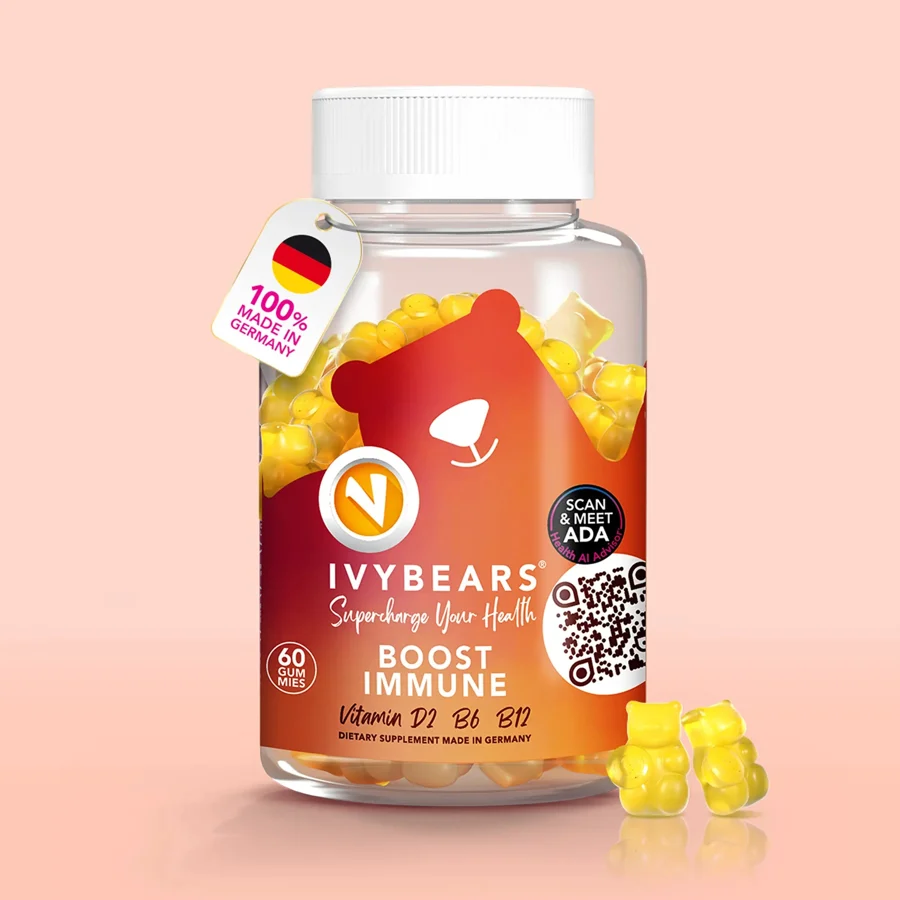 100%
MADE IN
GERMANY
SCAN
& MEET
ADA
Health AI Advisor
V
IVYBEARS®
Supercharge Your Health
60
GUM
MIES
BOOST
IMMUNE
Vitamin D2 B6 B12
DIETARY SUPPLEMENT MADE IN GERMANY